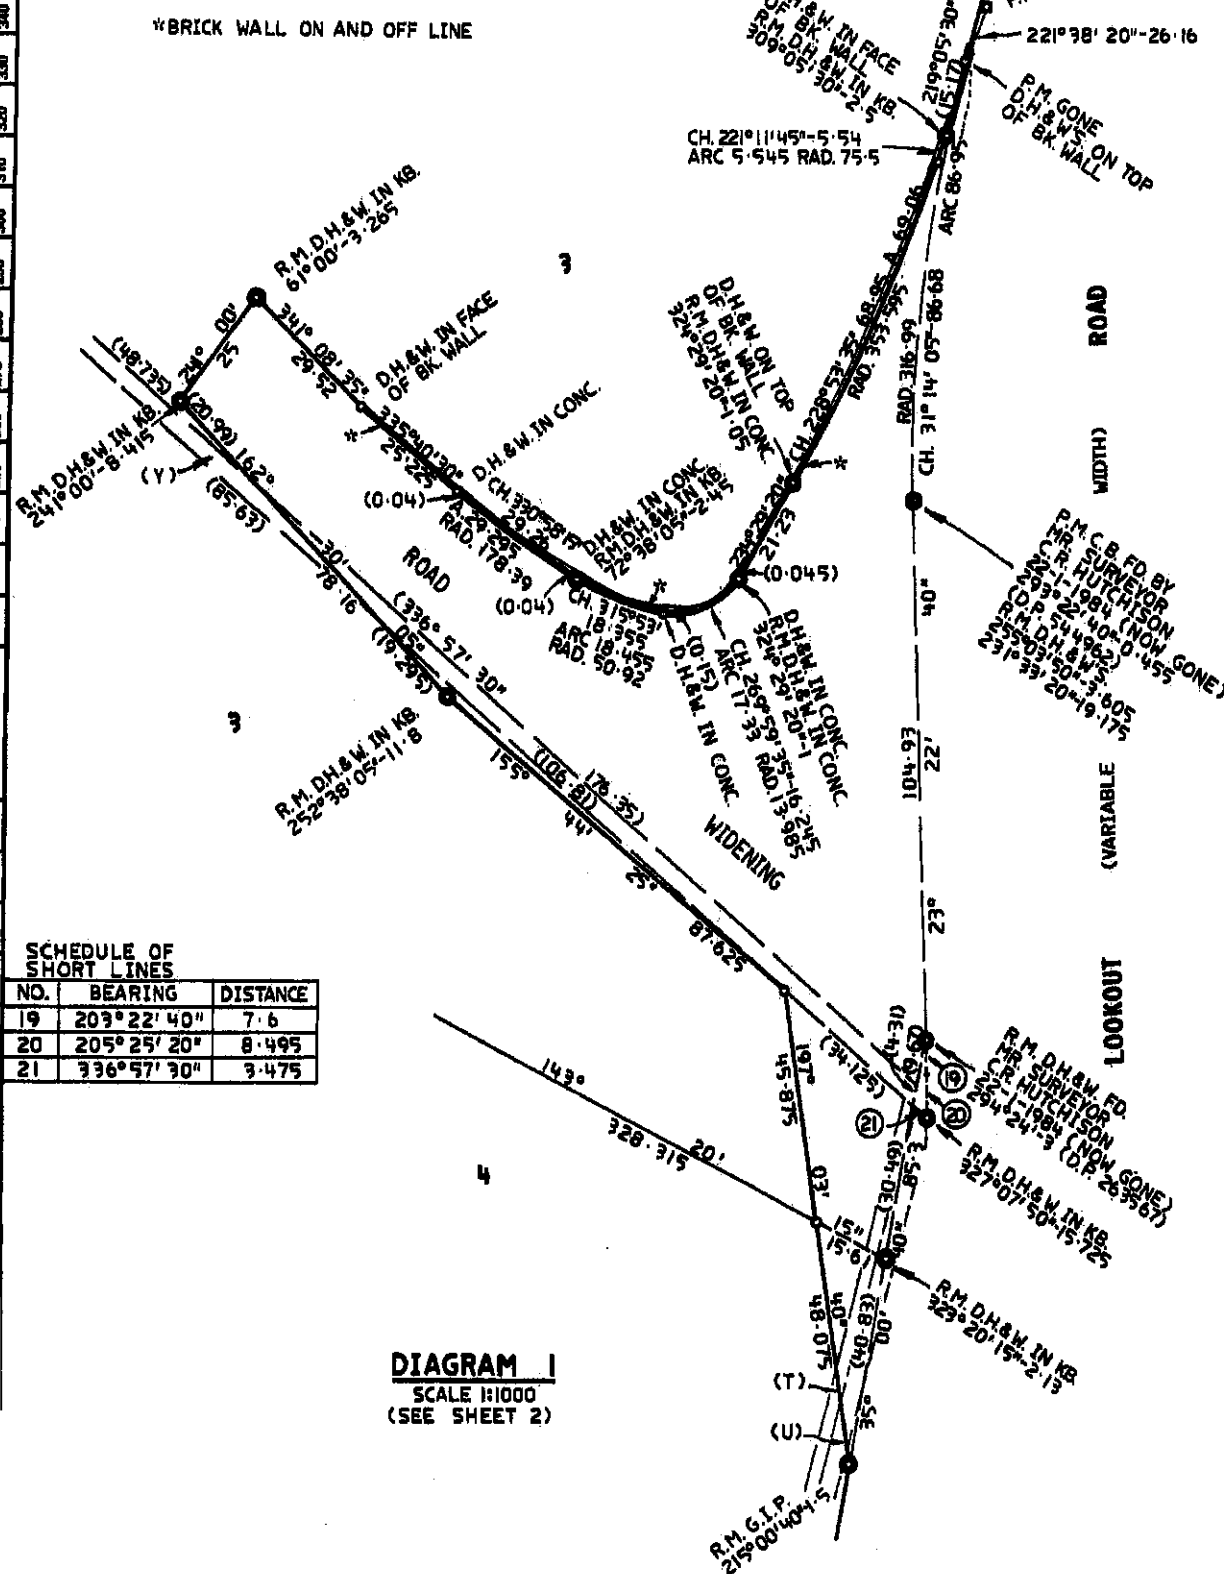 340
330
320
310
300
*BRICK WALL ON AND OFF LINE
& W. IN FACE
OF BK. WALL
R.M. D.H.&W. IN KB.
309°05'30"-2·5
219°05'30"
(15·17)
221°38'20"-26·16
P.M. GONE
D.H.&W'S. ON TOP
OF BK. WALL
CH. 221°11'45"-5·54
ARC 5·545 RAD. 75·5
ARC 86·95
R.M. D.H.&W. IN KB.
61°00'-3·265
3
241° 00'
25
341° 08' 35"
29·52
D.H.&W. IN FACE
OF BK. WALL
(48·735)
(20·99)
162° 30'
78·16
R.M. D.H.&W. IN KB.
241°00'-8·415
(Y)
(85·63)
*
335°40'30"
25·225
D.H.&W. IN CONC.
(0·04)
CH. 330°58'15"
29·26
A. 29·295
RAD. 178·39
D.H.&W. IN CONC.
R.M. D.H.&W. IN KB.
72°38'05"-2·45
(0·04)
CH. 315°53'
18·355
ARC 18·455
RAD. 50·92
*
(0·15)
D.H.&W. IN CONC.
CH. 269°59'35"-16·245
ARC 17·33 RAD. 13·985
D.H.&W. IN CONC.
R.M. D.H.&W. IN CONC.
324°29'20"-1
(0·045)
D.H.&W. ON TOP
OF BK. WALL
R.M. D.H.&W. IN CONC.
324°29'20"-1·05
21·23
*
CH. 228°53'35" 68·95 A. 69·06
RAD. 353·595
RAD. 316·99
CH. 31° 14' 05"-86·68
ROAD
WIDENING
(336° 57' 30"
176·35)
05"
(19·295)
3
R.M. D.H.&W. IN KB.
252°38'05"-11·8
155° 44' 25"
(106·81)
87·625
P.M. C.B. FD. BY
MR. SURVEYOR
C.R. HUTCHISON
22-1-1984 (NOW GONE)
293°22'40"-0·455
(D.P. 544962)
R.M. D.H.&W'S.
255°03'50"-3·605
231°33'20"-19·175
40"
104·93
22'
23°
LOOKOUT
(VARIABLE
WIDTH)
ROAD
SCHEDULE OF
SHORT LINES
NO. BEARING DISTANCE
19 203°22'40" 7·6
20 205°25'20" 8·495
21 336°57'30" 3·475
(4·31)
(34·125)
19
20
21
R.M. D.H.&W. FD.
MR. SURVEYOR
C.R. HUTCHISON
22-1-1984 (NOW GONE)
294°24'-3 (D.P. 263567)
R.M. D.H.&W. IN KB.
327°07'50"-15·725
197°
45·875
03'
143°
328·315
20'
15"
15·6
4
(30·49)
85·3
40"
R.M. D.H.&W. IN KB.
323°20'15"-2·13
40"
48·075
(40·83)
00'
35°
(T)
(U)
R.M. G.I.P.
215°00'40"-1·5
DIAGRAM 1
SCALE 1:1000
(SEE SHEET 2)